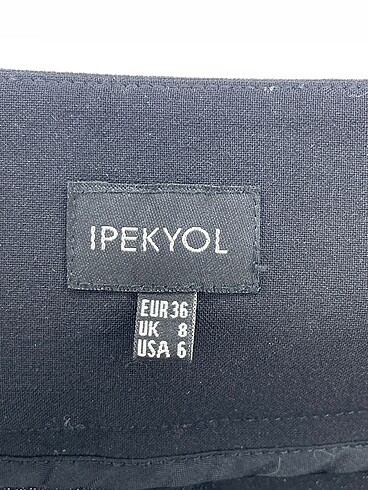 IPEKYOL
EUR 36
UK 8
USA 6